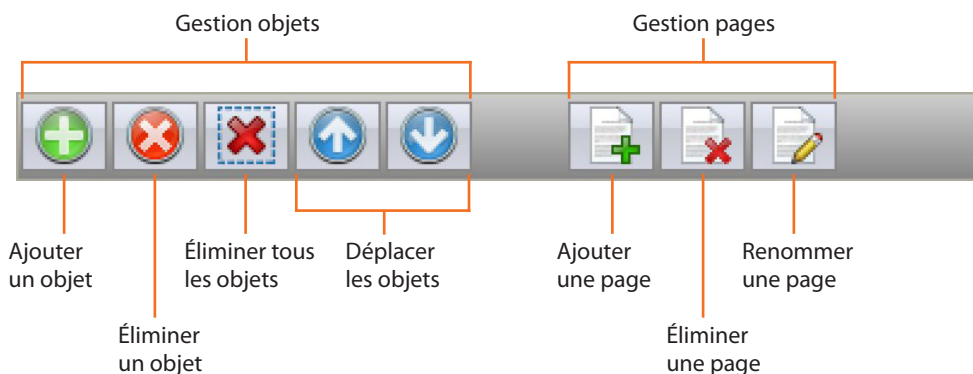 Gestion objets
Gestion pages
Ajouter
un objet
Éliminer tous
les objets
Déplacer
les objets
Ajouter
une page
Renommer
une page
Éliminer
un objet
Éliminer
une page